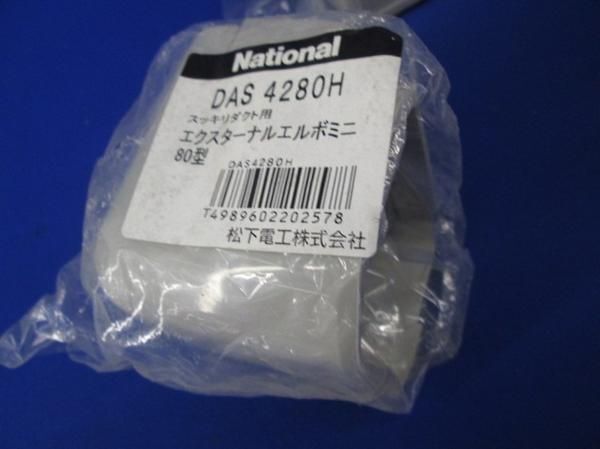 National
DAS 4280H
スッキリダクト用
エクスターナルエルボミニ
80型
DAS4280H
T4989602202578
松下電工株式会社